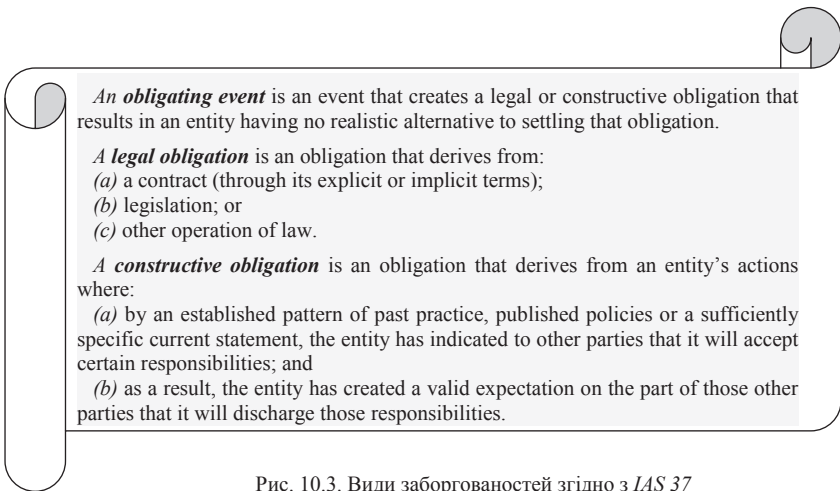 An obligating event is an event that creates a legal or constructive obligation that
results in an entity having no realistic alternative to settling that obligation.
A legal obligation is an obligation that derives from:
(a) a contract (through its explicit or implicit terms);
(b) legislation; or
(c) other operation of law.
A constructive obligation is an obligation that derives from an entity’s actions
where:
(a) by an established pattern of past practice, published policies or a sufficiently
specific current statement, the entity has indicated to other parties that it will accept
certain responsibilities; and
(b) as a result, the entity has created a valid expectation on the part of those other
parties that it will discharge those responsibilities.
Рис. 10.3. Види заборгованостей згідно з IAS 37